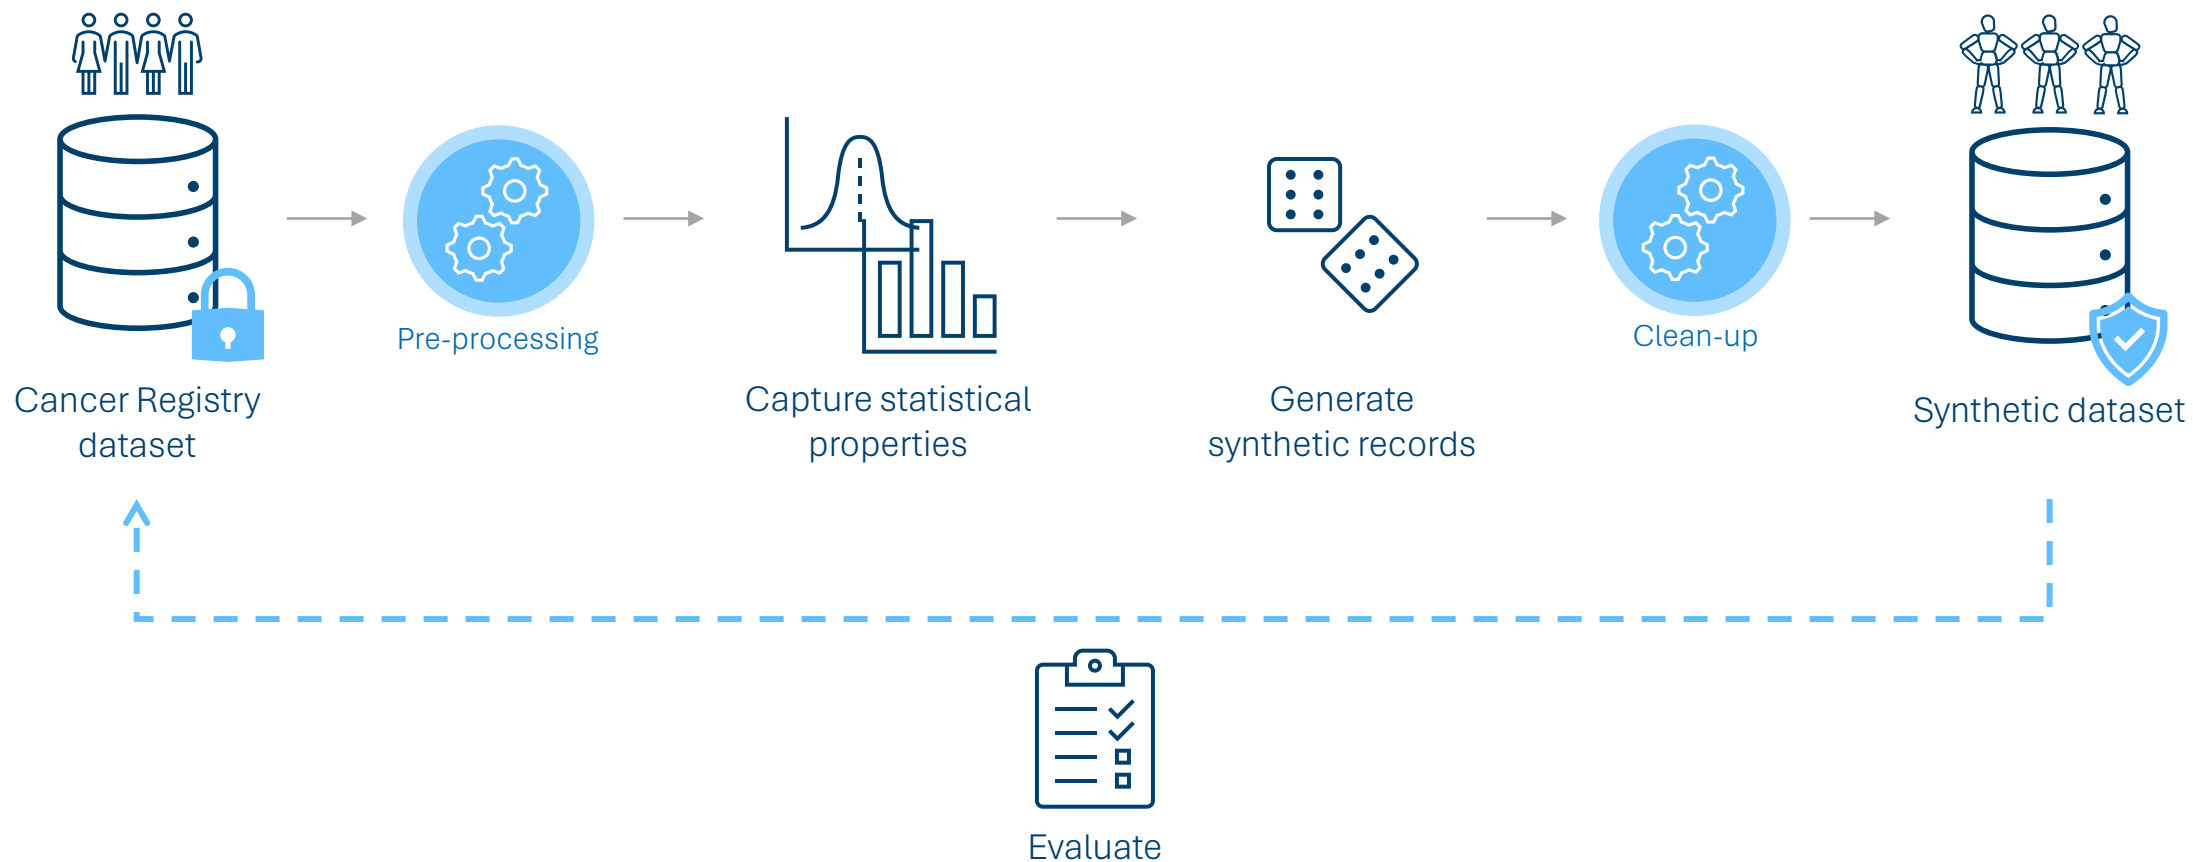 Pre-processing
Clean-up
Cancer Registry
dataset
Capture statistical
properties
Generate
synthetic records
Synthetic dataset
Evaluate